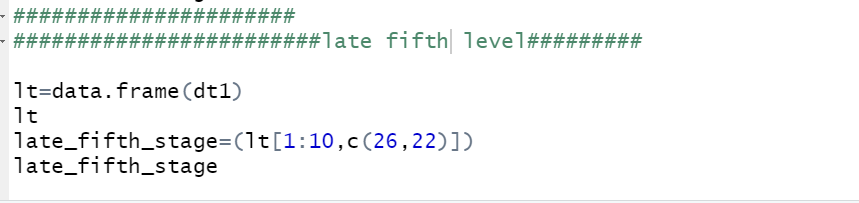 ######################
########################late fifth level#########
lt=data.frame(dt1)
lt
late_fifth_stage=(lt[1:10,c(26,22)])
late_fifth_stage